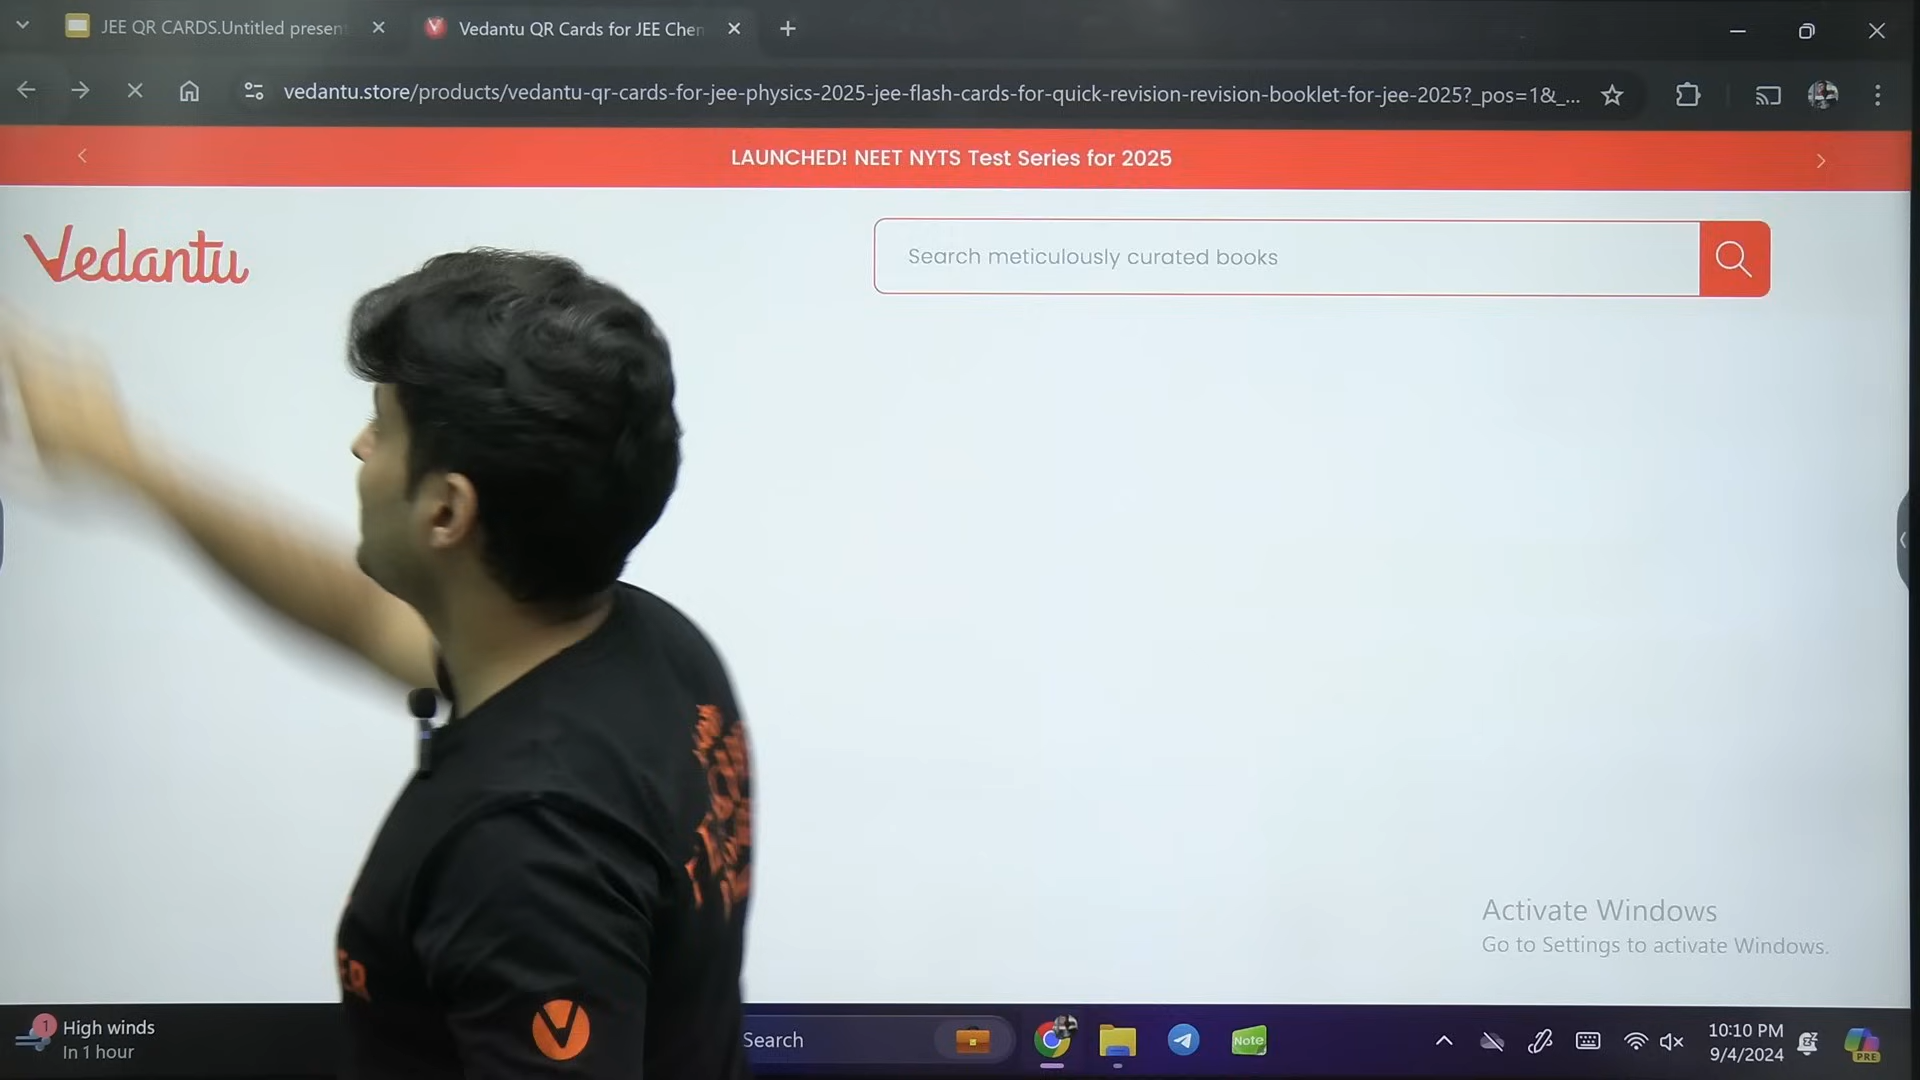 JEE QR CARDS.Untitled presen
Vedantu QR Cards for JEE Chem
vedantu.store/products/vedantu-qr-cards-for-jee-physics-2025-jee-flash-cards-for-quick-revision-revision-booklet-for-jee-2025?_pos=1&_...
LAUNCHED! NEET NYTS Test Series for 2025
Vedantu
Search meticulously curated books
Activate Windows
Go to Settings to activate Windows.
1
High winds
In 1 hour
Search
Note
10:10 PM
9/4/2024
PRE